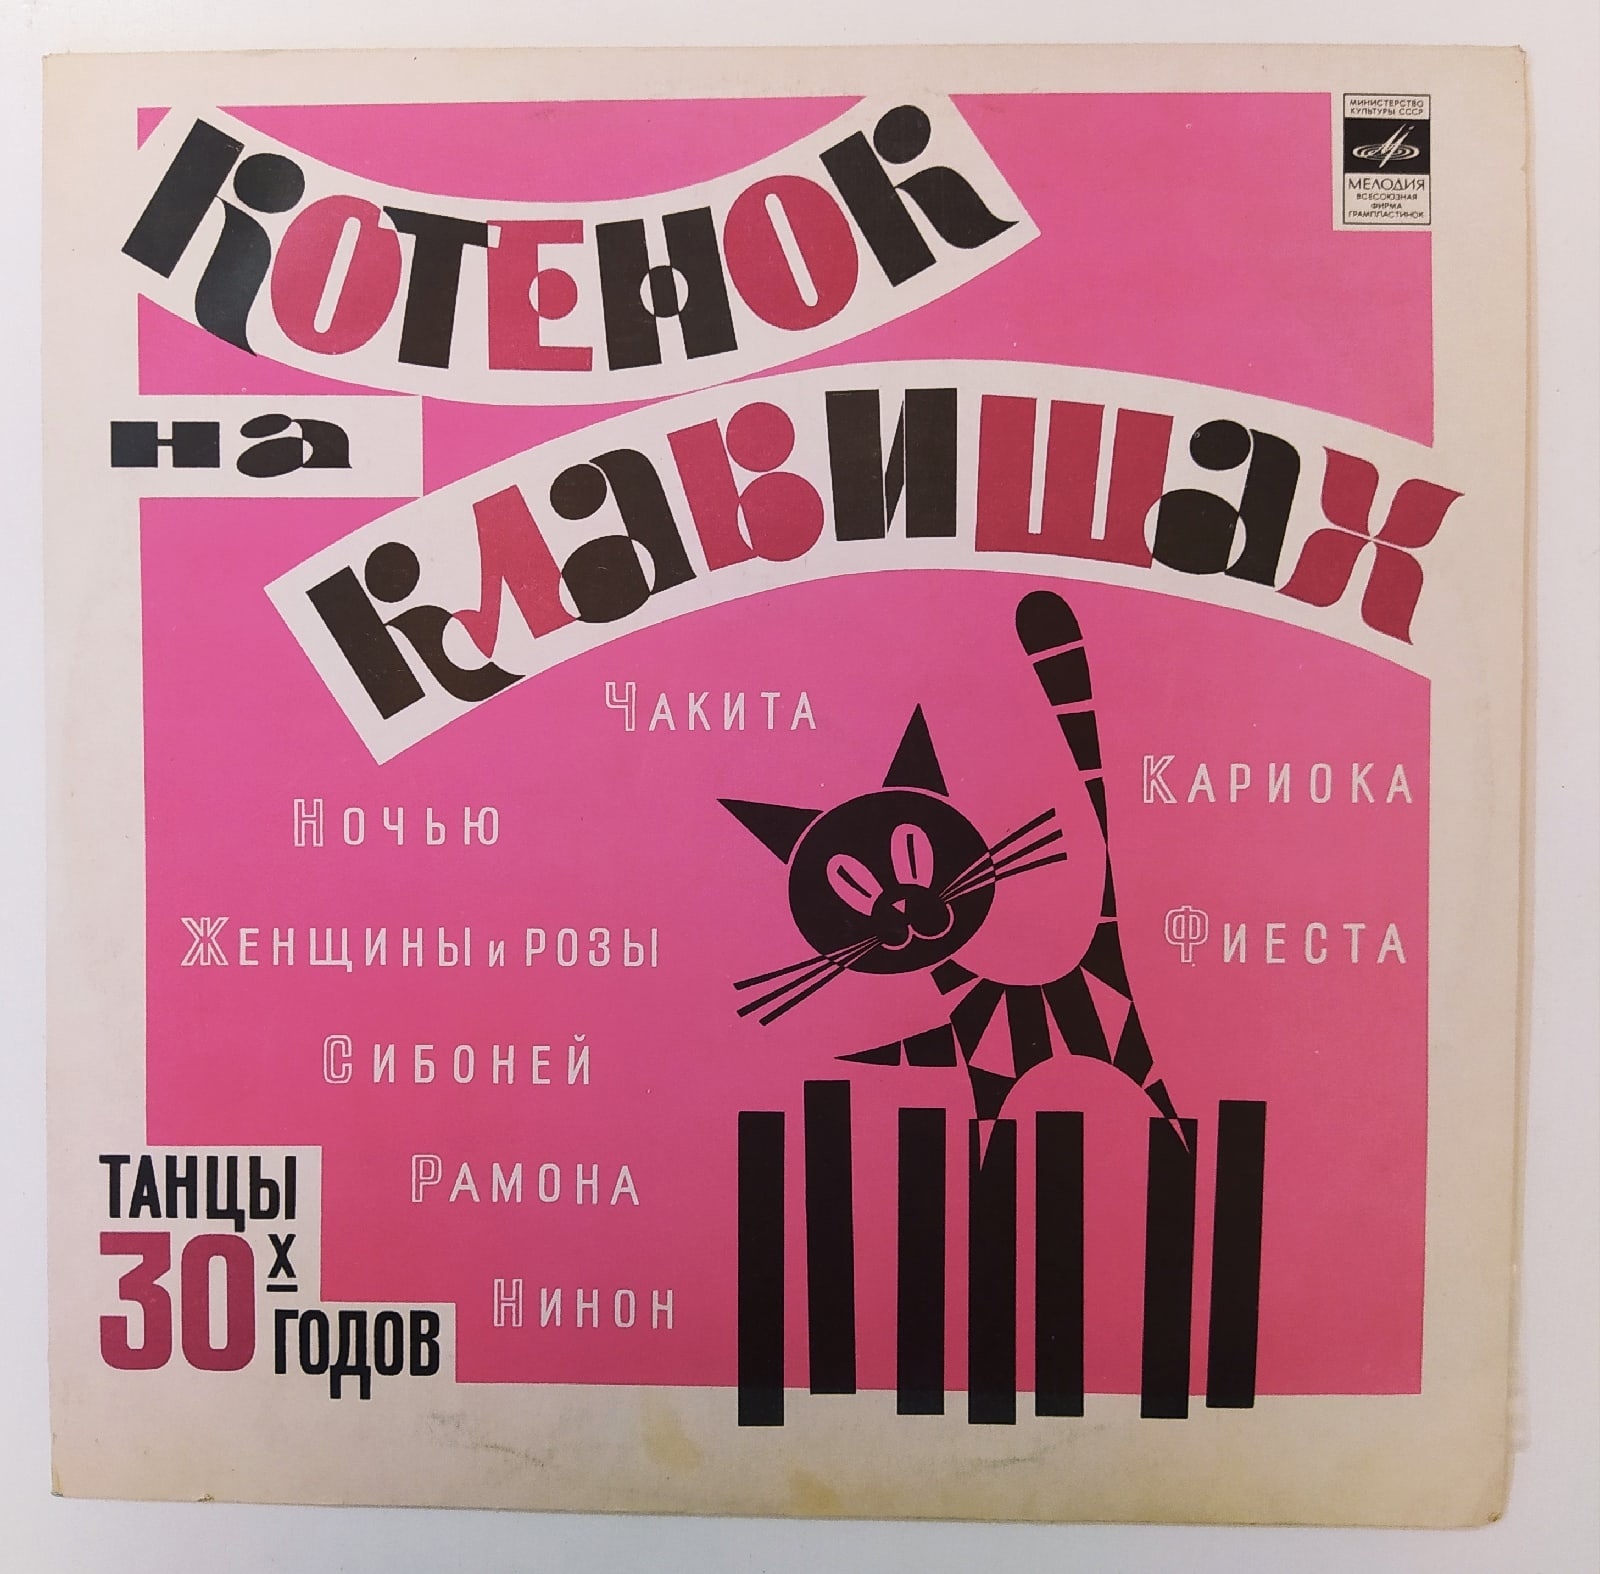 КОТЕНОК
на
КЛАВИШАХ
МИНИСТЕРСТВО
КУЛЬТУРЫ СССР
МЕЛОДИЯ
ВСЕСОЮЗНАЯ
ФИРМА
ГРАМПЛАСТИНОК
ЧАКИТА
КАРИОКА
НОЧЬЮ
ЖЕНЩИНЫ и РОЗЫ
ФИЕСТА
СИБОНЕЙ
РАМОНА
НИНОН
ТАНЦЫ
30х
ГОДОВ